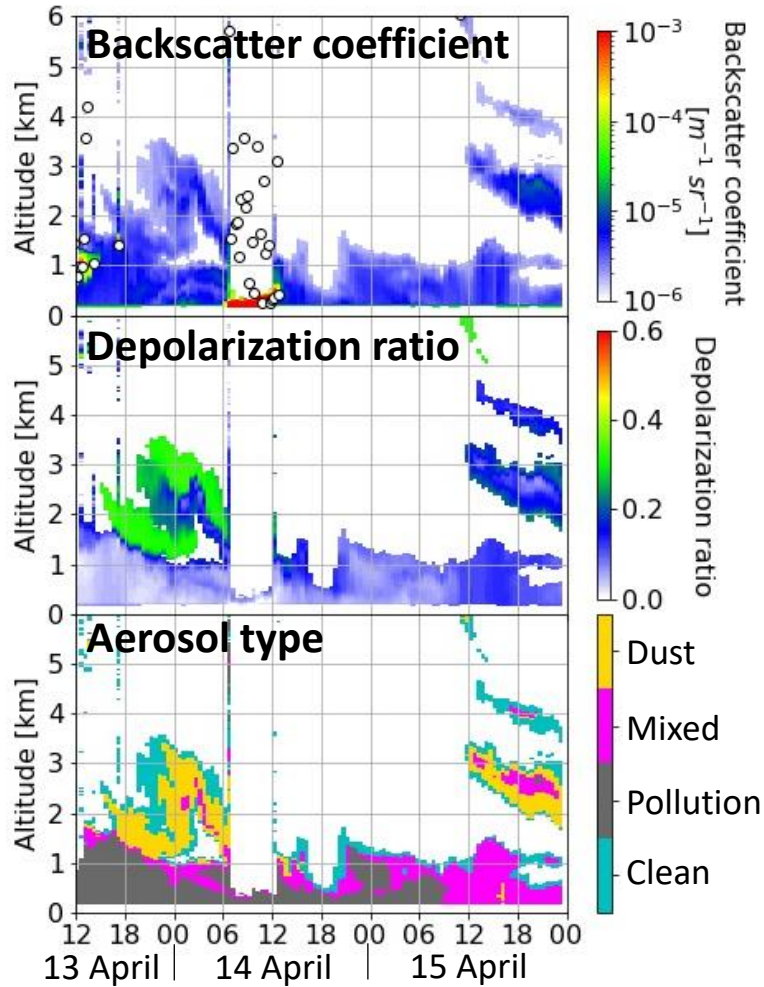 Backscatter coefficient
Altitude [km]
6
5
4
3
2
1
0
10⁻³
10⁻⁴
10⁻⁵
10⁻⁶
Backscatter coefficient
[m⁻¹ sr⁻¹]
Depolarization ratio
Altitude [km]
5
4
3
2
1
0
0.6
0.4
0.2
0.0
Depolarization ratio
Aerosol type
Altitude [km]
5
4
3
2
1
0
Dust
Mixed
Pollution
Clean
12 18 00 06 12 18 00 06 12 18 00
13 April | 14 April | 15 April